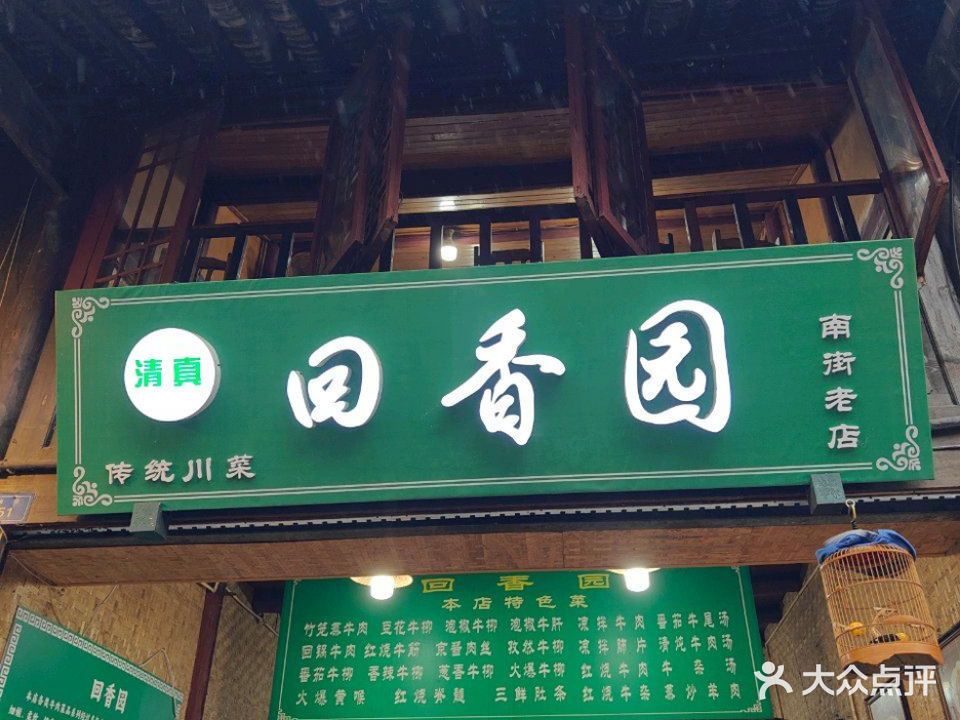 清真
回香园
南街老店
传统川菜
51
回香园
本店特色菜
竹笼蒸牛肉 豆花牛柳 泡椒牛柳 泡椒牛肝 凉拌牛肉 番茄牛尾汤
回锅牛肉 红烧牛筋 京酱肉丝 孜然牛柳 凉拌肺片 清炖牛肉汤
番茄牛柳 香辣牛柳 葱香牛柳 火爆牛柳 红烧牛肉 牛杂汤
火爆黄喉 红烧脊髓 三鲜肚条 红烧牛杂 葱炒羊肉
回香园
大众点评